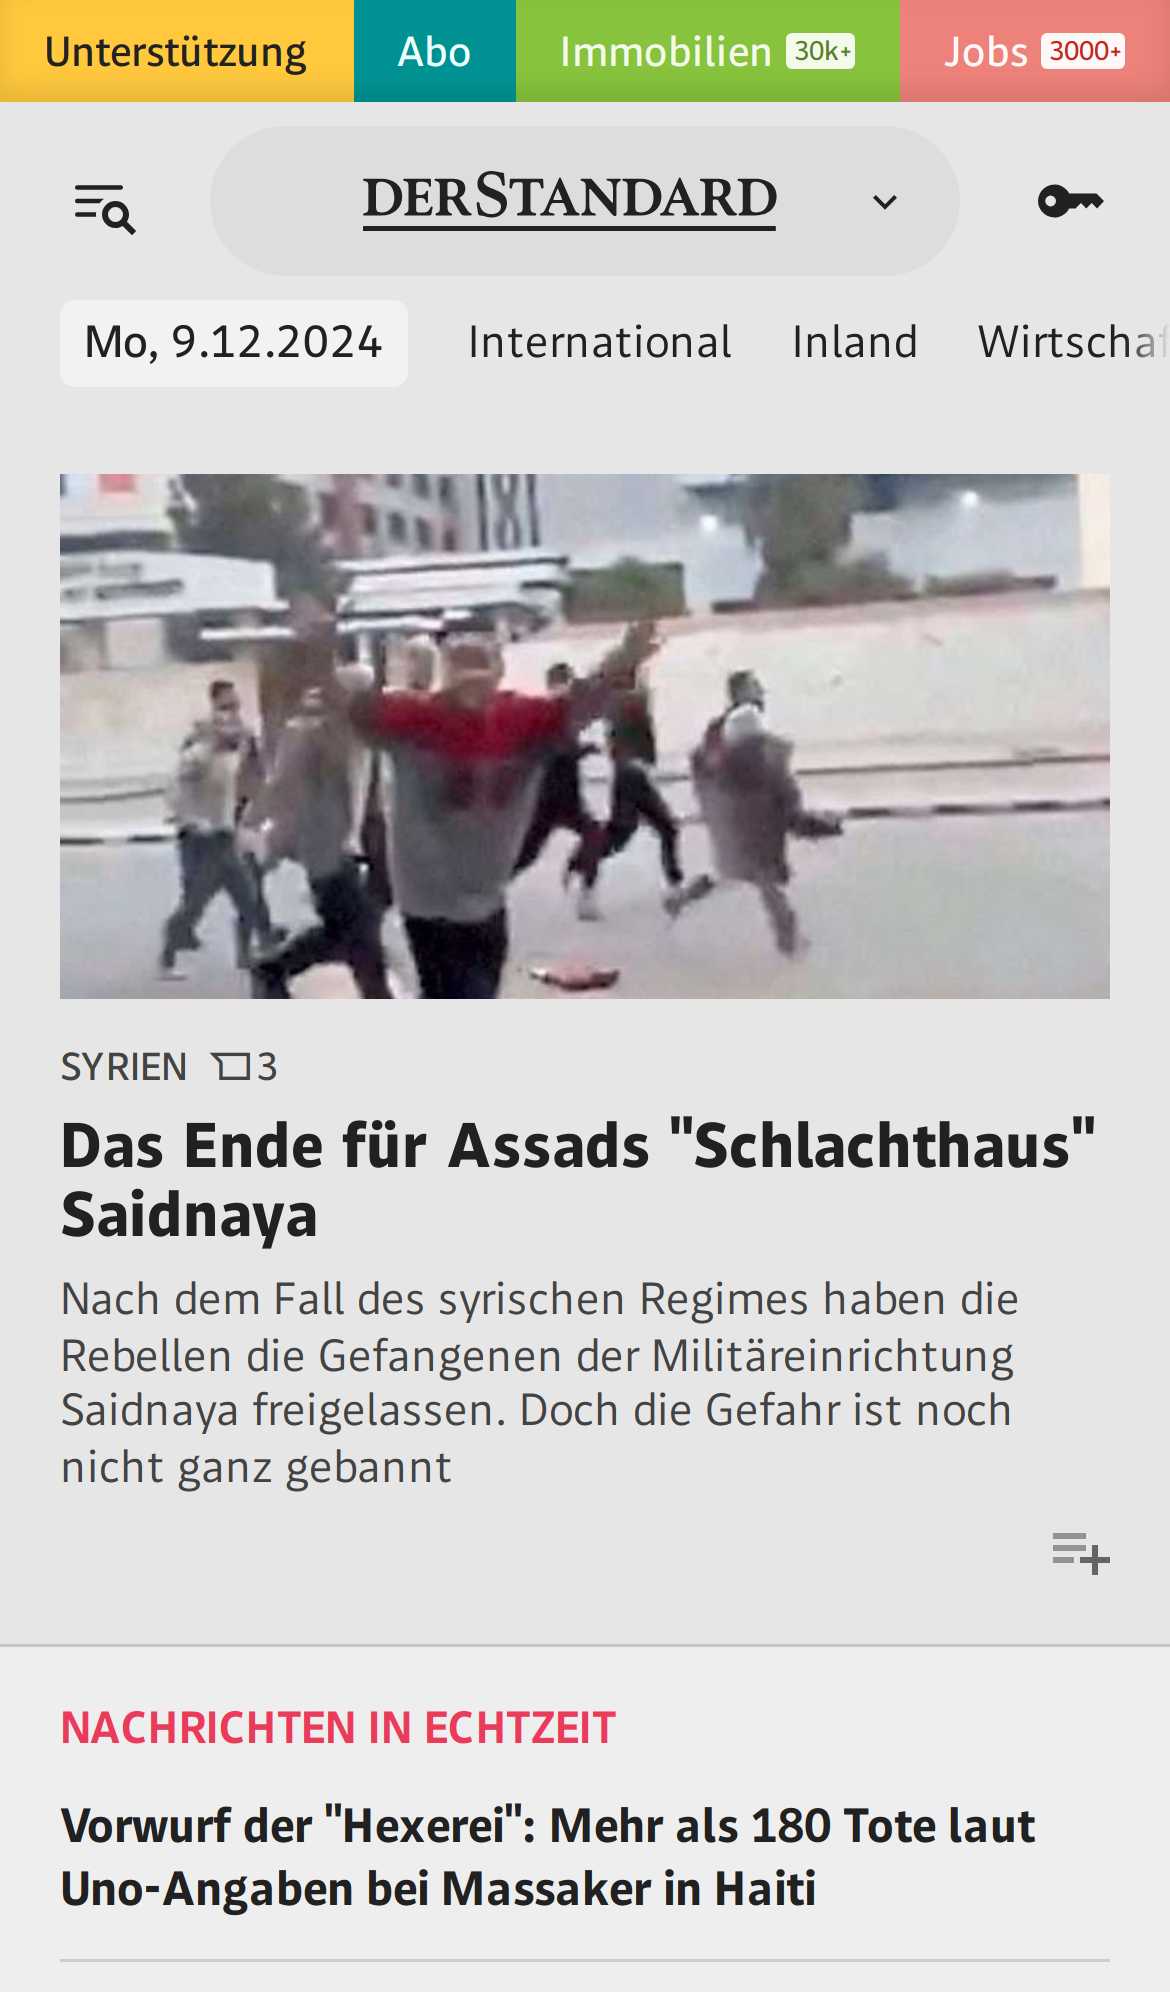 Unterstützung Abo Immobilien 30k+ Jobs 3000+
DERSTANDARD
Mo, 9.12.2024 International Inland
SYRIEN 3
Das Ende für Assads "Schlachthaus"
Saidnaya
Nach dem Fall des syrischen Regimes haben die
Rebellen die Gefangenen der Militäreinrichtung
Saidnaya freigelassen. Doch die Gefahr ist noch
nicht ganz gebannt
NACHRICHTEN IN ECHTZEIT
Vorwurf der "Hexerei": Mehr als 180 Tote laut
Uno-Angaben bei Massaker in Haiti